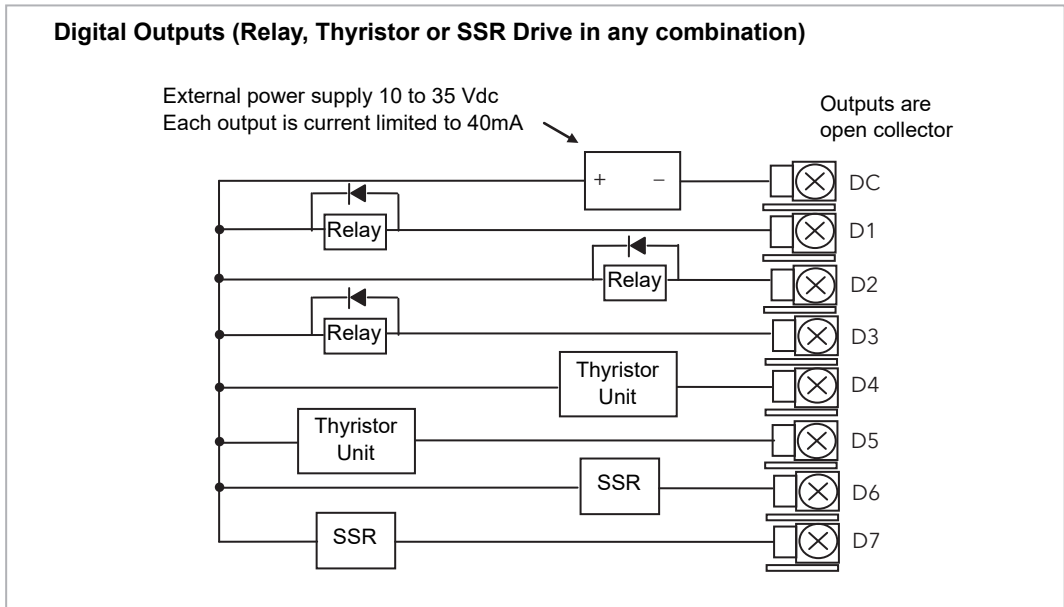 Digital Outputs (Relay, Thyristor or SSR Drive in any combination)
External power supply 10 to 35 Vdc
Each output is current limited to 40mA
Outputs are
open collector
+ −
DC
Relay
D1
Relay
D2
Relay
D3
Thyristor
Unit
D4
Thyristor
Unit
D5
SSR
D6
SSR
D7